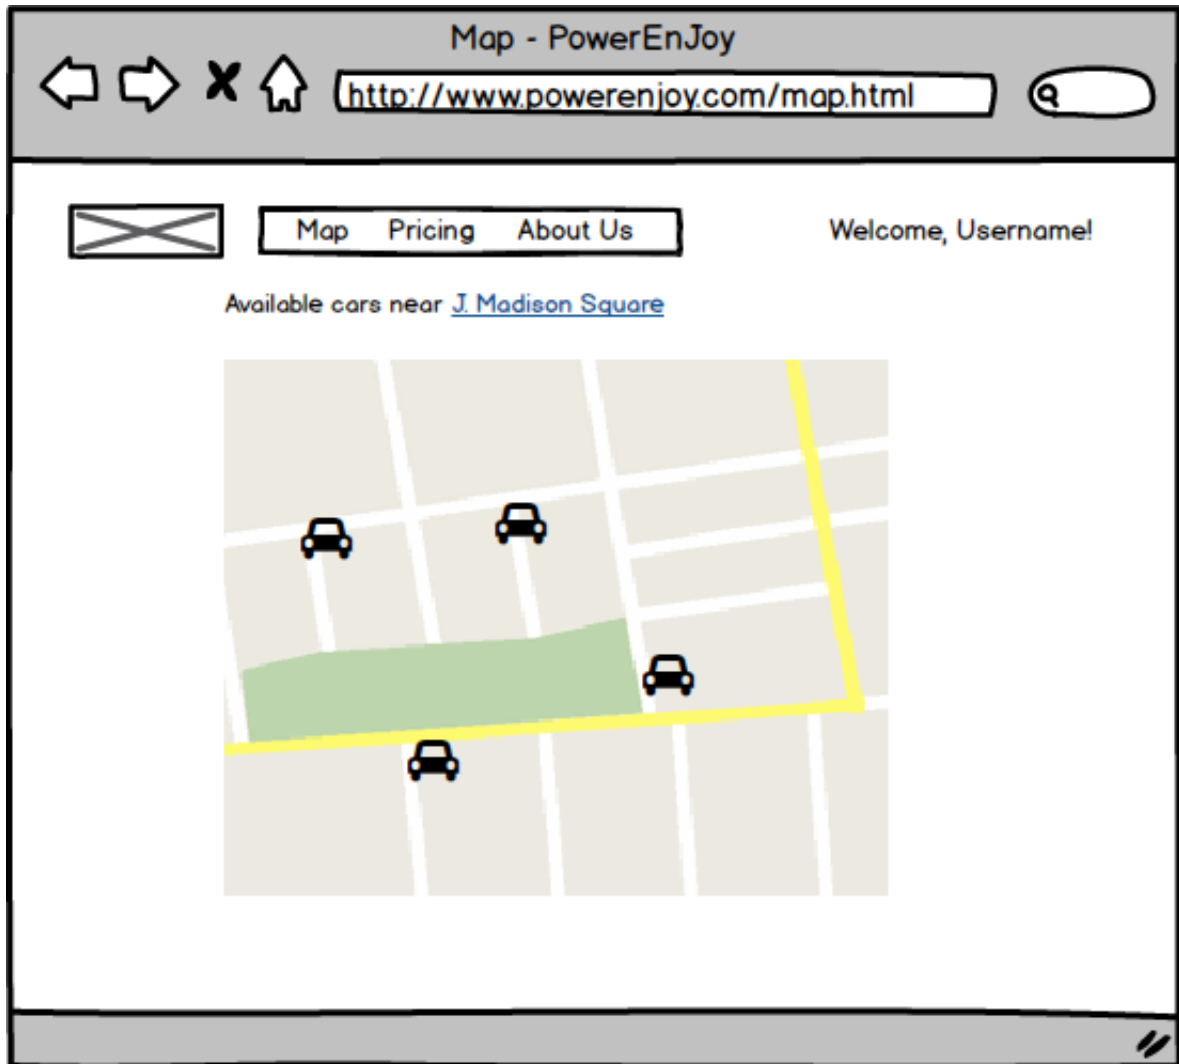 Map - PowerEnJoy
http://www.powerenjoy.com/map.html
Map Pricing About Us
Welcome, Username!
Available cars near J. Madison Square